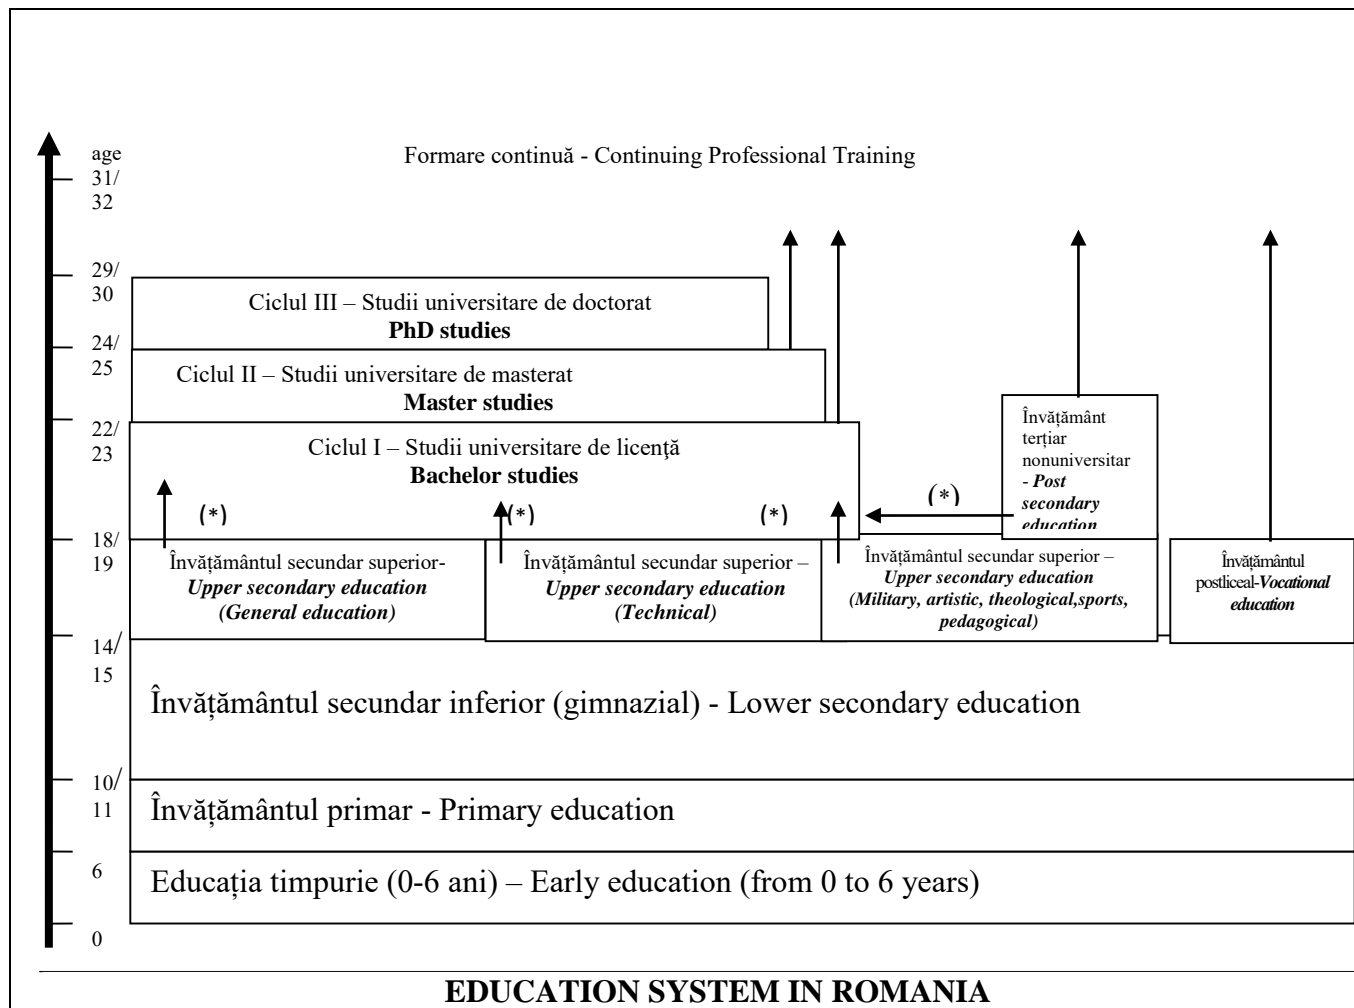 age
31/
32
Formare continuă - Continuing Professional Training
29/
30
Ciclul III – Studii universitare de doctorat
PhD studies
24/
25
Ciclul II – Studii universitare de masterat
Master studies
22/
23
Ciclul I – Studii universitare de licenţă
Bachelor studies
(*)
(*)
(*)
(*)
Învățământ
terțiar
nonuniversitar
- Post
secondary
education
18/
19
Învățământul secundar superior-
Upper secondary education
(General education)
Învățământul secundar superior –
Upper secondary education
(Technical)
Învățământul secundar superior –
Upper secondary education
(Military, artistic, theological,sports,
pedagogical)
Învățământul
postliceal-Vocational
education
14/
15
Învățământul secundar inferior (gimnazial) - Lower secondary education
10/
11
Învățământul primar - Primary education
6
Educația timpurie (0-6 ani) – Early education (from 0 to 6 years)
0
EDUCATION SYSTEM IN ROMANIA